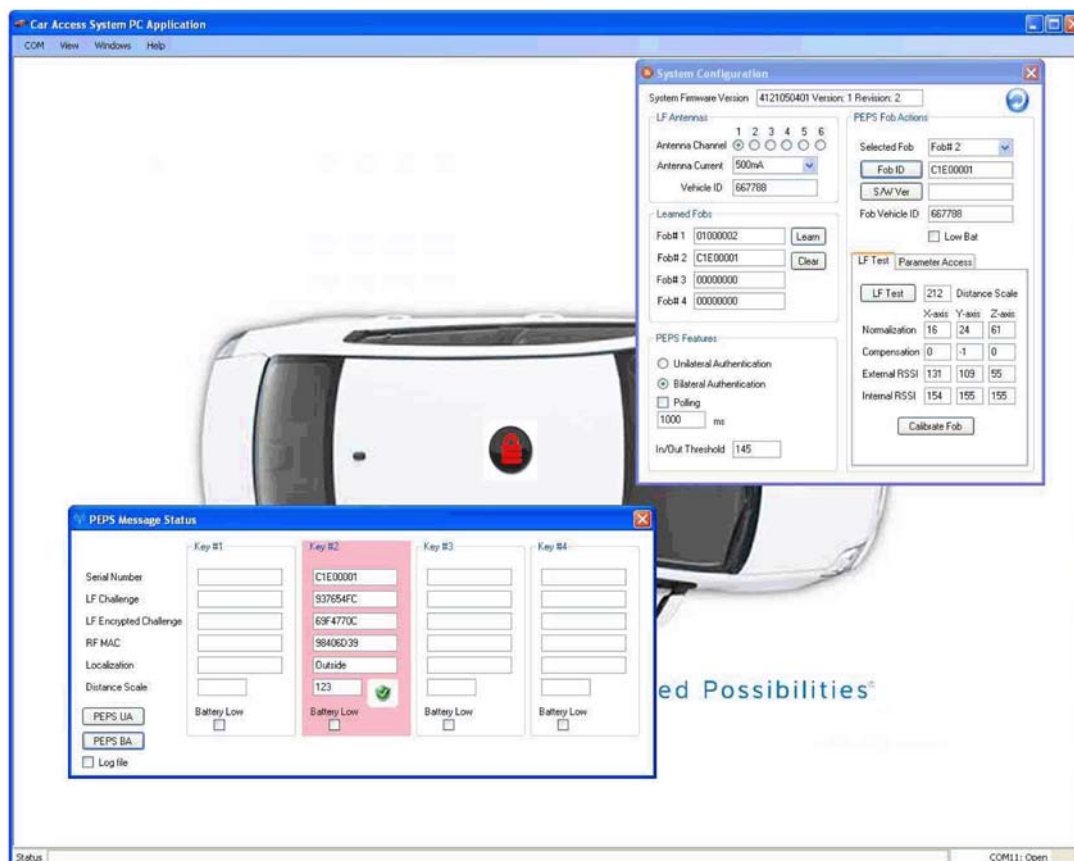 Car Access System PC Application
COM View Windows Help
System Configuration
System Firmware Version 4121050401 Version: 1 Revision: 2
LF Antennas
1 2 3 4 5 6
Antenna Channel
Antenna Current 500mA
Vehicle ID 667788
Learned Fobs
Fob# 1 01000002 Learn
Fob# 2 C1E00001 Clear
Fob# 3 00000000
Fob# 4 00000000
PEPS Features
Unilateral Authentication
Bilateral Authentication
Polling
1000 ms
In/Out Threshold 145
PEPS Fob Actions
Selected Fob Fob# 2
Fob ID C1E00001
S/W Ver
Fob Vehicle ID 667788
Low Bat
LF Test Parameter Access
LF Test 212 Distance Scale
X-axis Y-axis Z-axis
Normalization 16 24 61
Compensation 0 -1 0
External RSSI 131 109 55
Internal RSSI 154 155 155
Calibrate Fob
PEPS Message Status
Key #1 Key #2 Key #3 Key #4
Serial Number C1E00001
LF Challenge 937654FC
LF Encrypted Challenge 69F4770C
RF MAC 98406D39
Localization Outside
Distance Scale 123
PEPS UA Battery Low Battery Low Battery Low Battery Low
PEPS BA
Log file
ed Possibilities®
Status COM11: Open